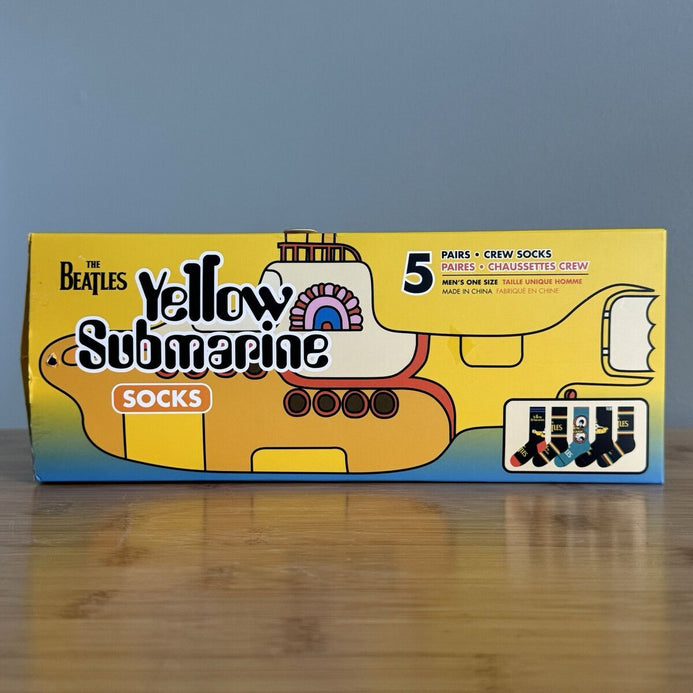 THE
BEATLES
Yellow
Submarine
SOCKS
5
PAIRS • CREW SOCKS
PAIRES • CHAUSSETTES CREW
MEN'S ONE SIZE TAILLE UNIQUE HOMME
MADE IN CHINA FABRIQUÉ EN CHINE